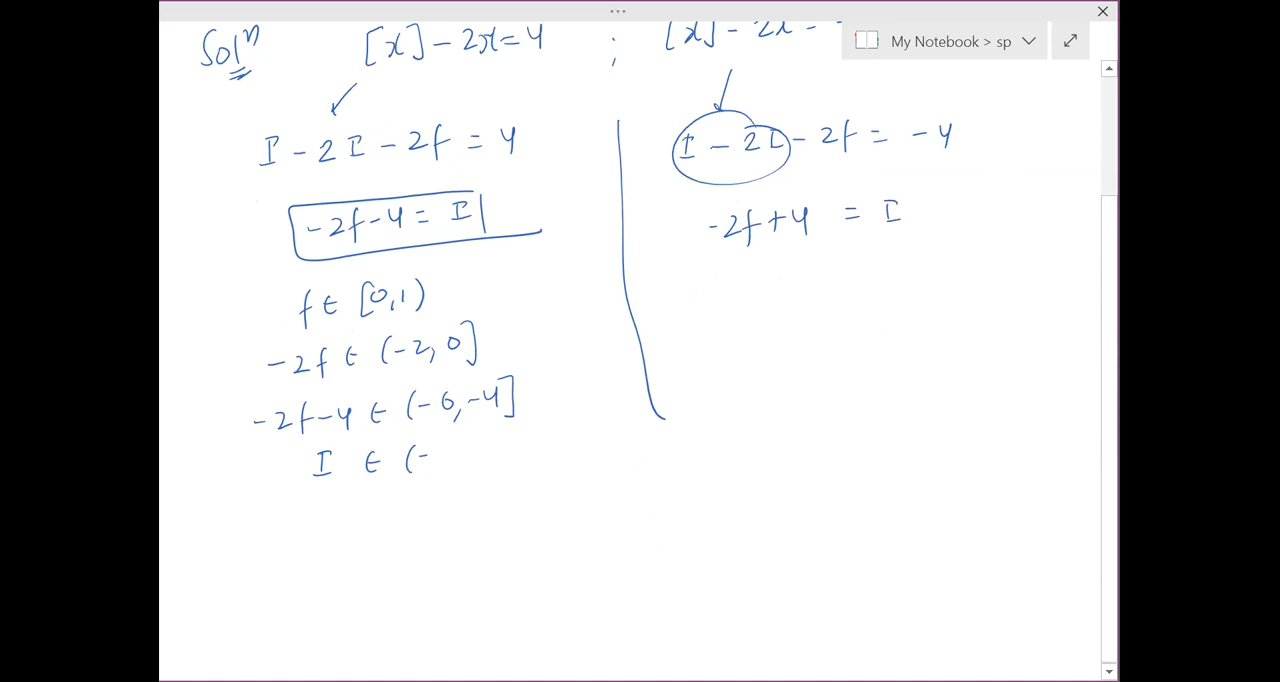 My Notebook > sp
Solⁿ [x] - 2x = 4 ; [x] - 2x = -
I - 2I - 2f = 4
-2f - 4 = I
f ∈ [0,1)
-2f ∈ (-2, 0]
-2f - 4 ∈ (-6, -4]
I ∈ (-
I - 2I - 2f = -4
-2f + 4 = I